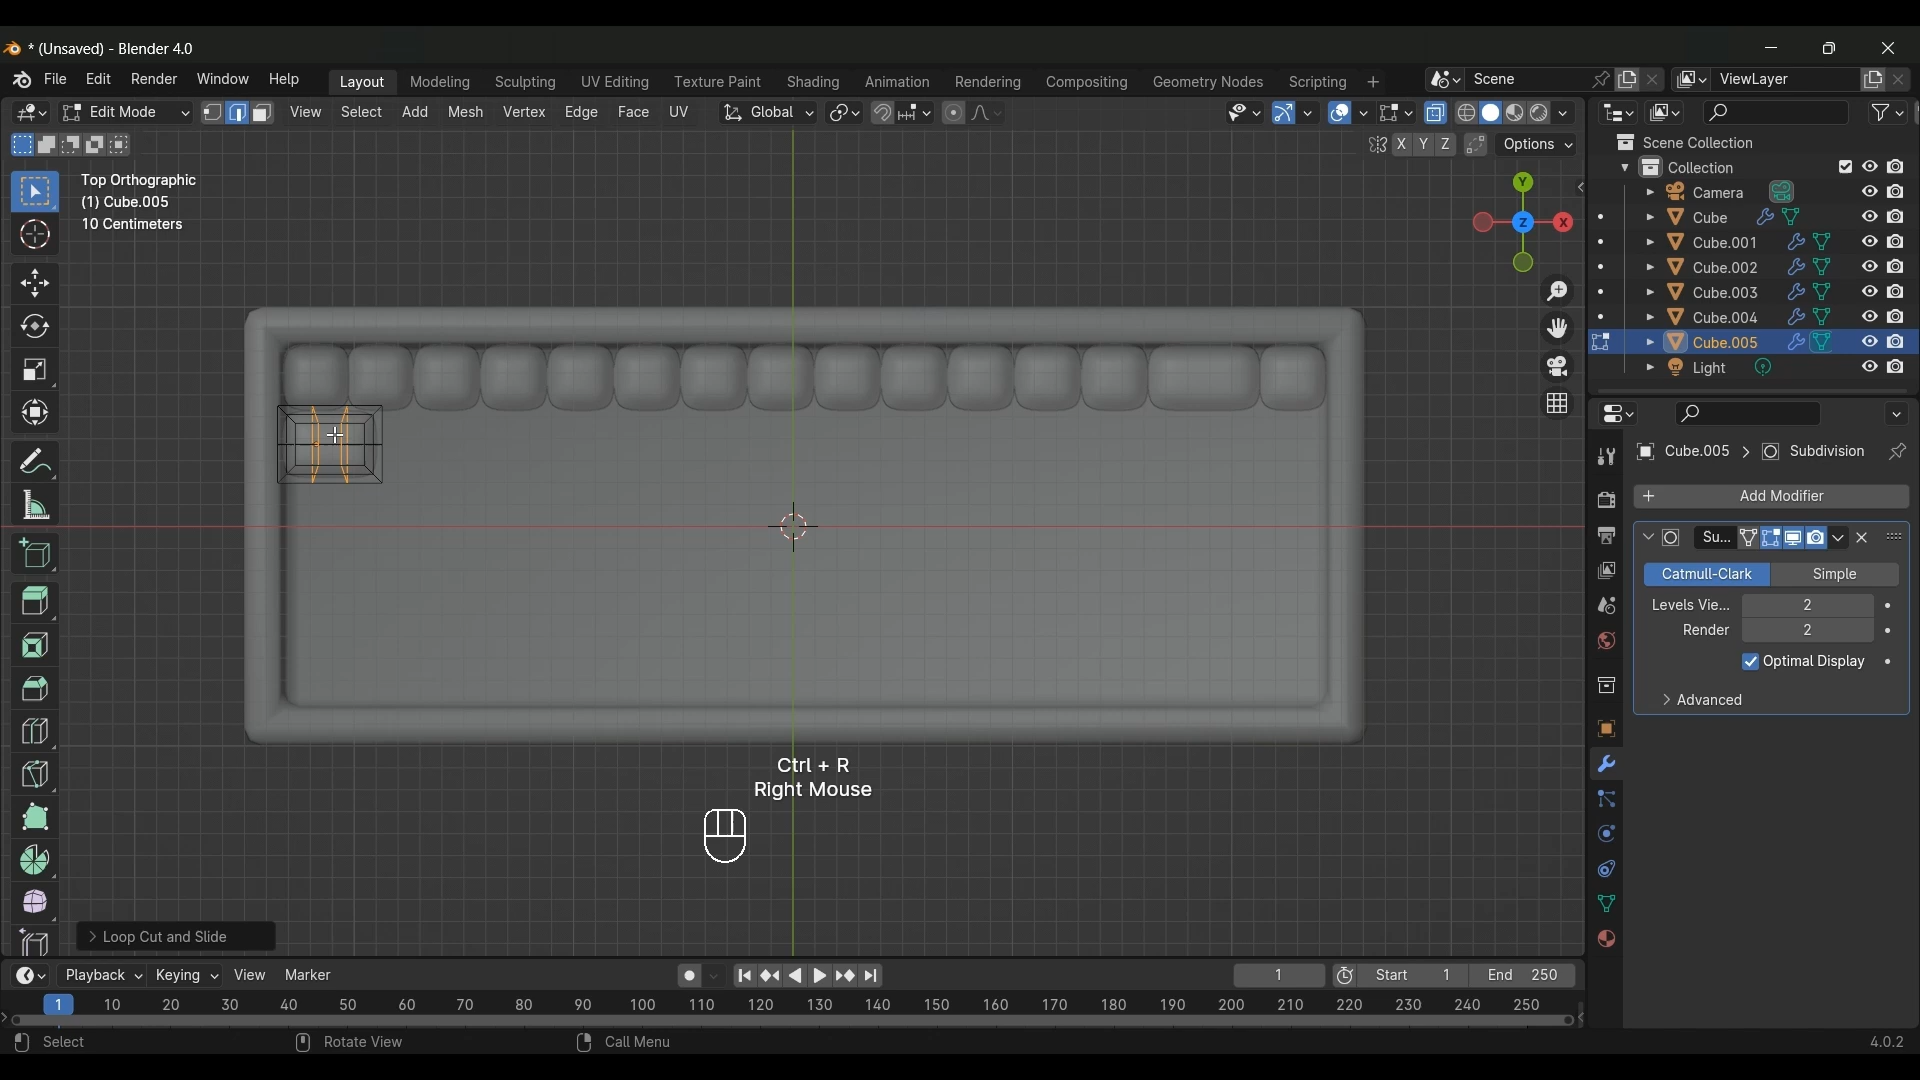 * (Unsaved) - Blender 4.0
File Edit Render Window Help Layout Modeling Sculpting UV Editing Texture Paint Shading Animation Rendering Compositing Geometry Nodes Scripting + Scene ViewLayer
Edit Mode View Select Add Mesh Vertex Edge Face UV Global
X Y Z Options
Top Orthographic
(1) Cube.005
10 Centimeters
Y
X
Z
Scene Collection
Collection
Camera
Cube
Cube.001
Cube.002
Cube.003
Cube.004
Cube.005
Light
Cube.005 > Subdivision
+ Add Modifier
Su...
Catmull-Clark Simple
Levels Vie... 2
Render 2
Optimal Display
> Advanced
Ctrl + R
Right Mouse
> Loop Cut and Slide
Playback Keying View Marker 1 Start 1 End 250
1 10 20 30 40 50 60 70 80 90 100 110 120 130 140 150 160 170 180 190 200 210 220 230 240 250
Select Rotate View Call Menu 4.0.2